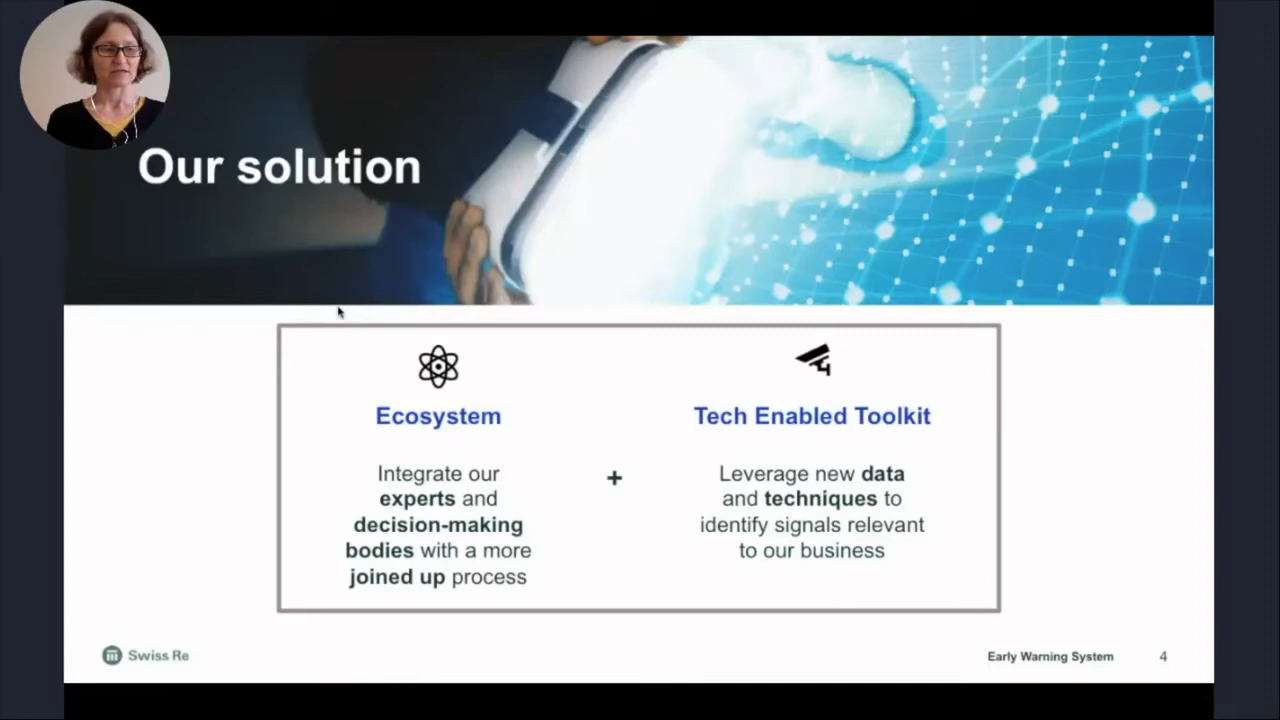 Our solution
Ecosystem
Integrate our
experts and
decision-making
bodies with a more
joined up process
+
Tech Enabled Toolkit
Leverage new data
and techniques to
identify signals relevant
to our business
Swiss Re
Early Warning System
4